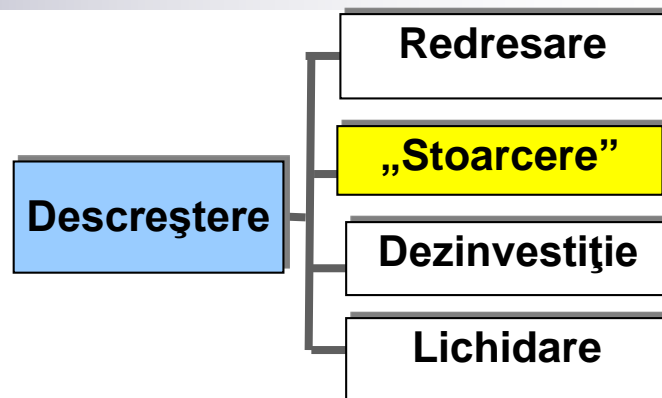 Redresare
„Stoarcere”
Descreştere
Dezinvestiţie
Lichidare